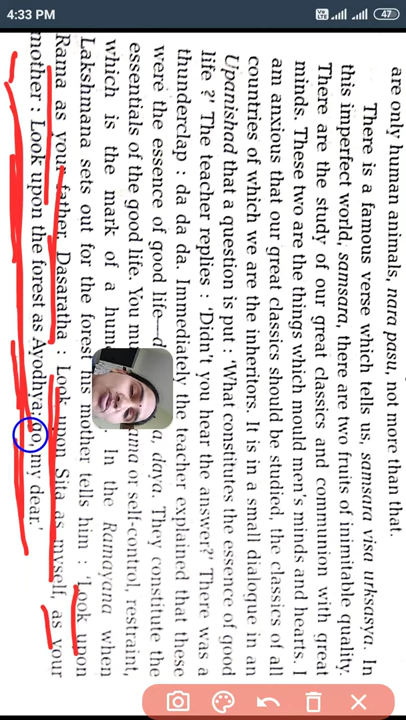 4:33 PM
47
are only human animals, nara pasu, not more than that.
There is a famous verse which tells us, samsara visa urksasya. In
this imperfect world, samsara, there are two fruits of inimitable quality.
There are the study of our great classics and communion with great
minds. These two are the things which mould men's minds and hearts. I
am anxious that our great classics should be studied, the classics of all
countries of which we are the inheritors. It is in a small dialogue in an
Upanishad that a question is put : 'What constitutes the essence of good
life ?' The teacher replies : 'Didn't you hear the answer?' There was a
thunderclap : da da da. Immediately the teacher explained that these
were the essence of good life—d a, daya. They constitute the
essentials of the good life. You mu ama or self-control, restraint,
which is the mark of a hum . In the Ramayana when
Lakshmana sets out for the forest his mother tells him : 'Look upon
Rama as your father, Dasaratha : Look upon Sita as myself, as your
mother : Look upon the forest as Ayodhya, go, my dear.'